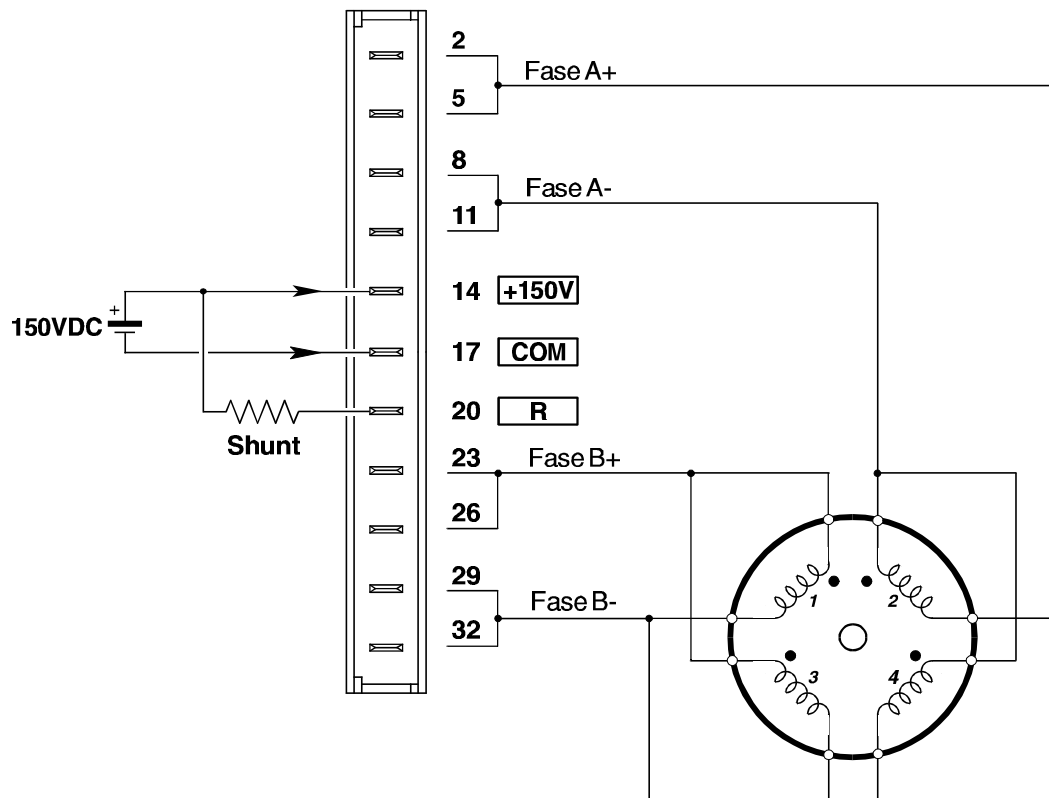 2
Fase A+
5
8
Fase A-
11
14 +150V
150VDC
+
17 COM
20 R
Shunt
23 Fase B+
26
29
Fase B-
32
1 2
3 4